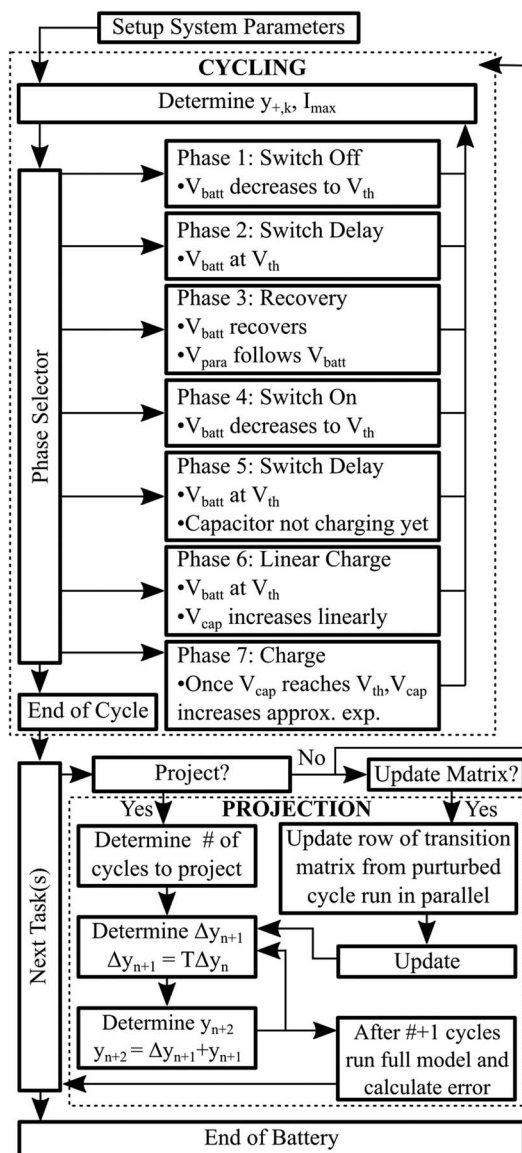 Setup System Parameters
CYCLING
Determine y+,k, Imax
Phase Selector
Phase 1: Switch Off
•Vbatt decreases to Vth
Phase 2: Switch Delay
•Vbatt at Vth
Phase 3: Recovery
•Vbatt recovers
•Vpara follows Vbatt
Phase 4: Switch On
•Vbatt decreases to Vth
Phase 5: Switch Delay
•Vbatt at Vth
•Capacitor not charging yet
Phase 6: Linear Charge
•Vbatt at Vth
•Vcap increases linearly
Phase 7: Charge
•Once Vcap reaches Vth,Vcap
increases approx. exp.
End of Cycle
Next Task(s)
Project?
No
Update Matrix?
Yes
PROJECTION
Yes
Determine # of
cycles to project
Update row of transition
matrix from purturbed
cycle run in parallel
Determine Δyn+1
Δyn+1 = TΔyn
Update
Determine yn+2
yn+2 = Δyn+1+yn+1
After #+1 cycles
run full model and
calculate error
End of Battery